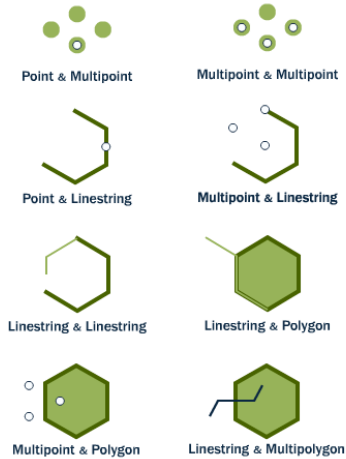 Point & Multipoint
Multipoint & Multipoint
Point & Linestring
Multipoint & Linestring
Linestring & Linestring
Linestring & Polygon
Multipoint & Polygon
Linestring & Multipolygon